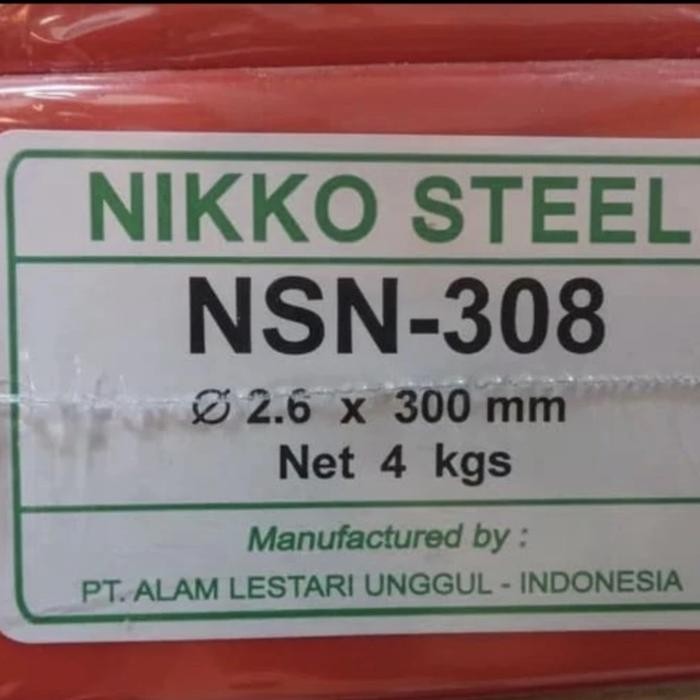 NIKKO STEEL
NSN-308
Ø 2.6 x 300 mm
Net 4 kgs
Manufactured by :
PT. ALAM LESTARI UNGGUL - INDONESIA